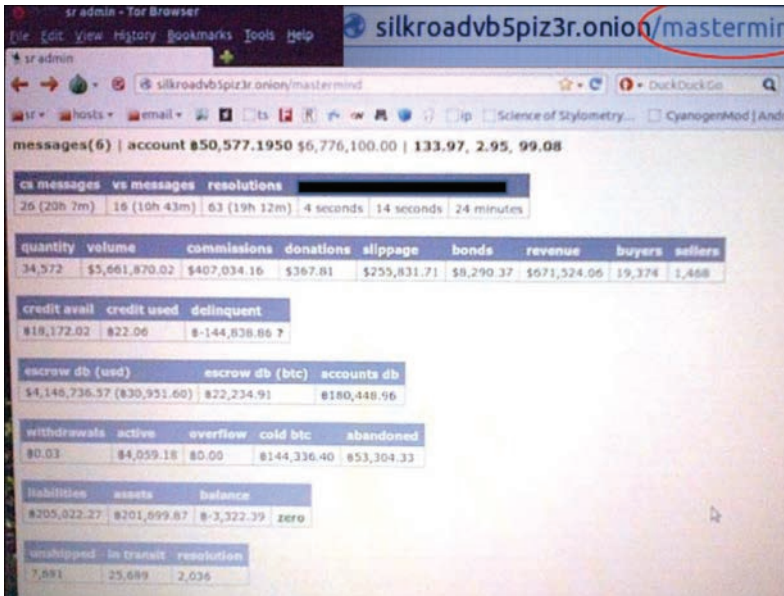 sr admin - Tor Browser
File Edit View History Bookmarks Tools Help
silkroadvb5piz3r.onion/mastermin
sr admin
silkroadvb5piz3r.onion/mastermind
DuckDuckGo
sr hosts email ts ip Science of Stylometry... CyanogenMod | Andr
messages(6) | account ฿50,577.1950 $6,776,100.00 | 133.97, 2.95, 99.08
cs messages vs messages resolutions
26 (20h 7m) 16 (10h 43m) 63 (19h 12m) 4 seconds 14 seconds 24 minutes
quantity volume commissions donations slippage bonds revenue buyers sellers
34,572 $5,661,870.02 $407,034.16 $367.81 $255,831.71 $8,290.37 $671,524.06 19,374 1,468
credit avail credit used delinquent
฿18,172.02 ฿22.06 ฿-144,838.86 ?
escrow db (usd) escrow db (btc) accounts db
$4,146,736.57 (฿30,951.60) ฿22,234.91 ฿180,448.96
withdrawals active overflow cold btc abandoned
฿0.03 ฿4,059.18 ฿0.00 ฿144,336.40 ฿53,304.33
liabilities assets balance
฿205,022.27 ฿201,699.87 ฿-3,322.39 zero
unshipped in transit resolution
7,691 25,689 2,036